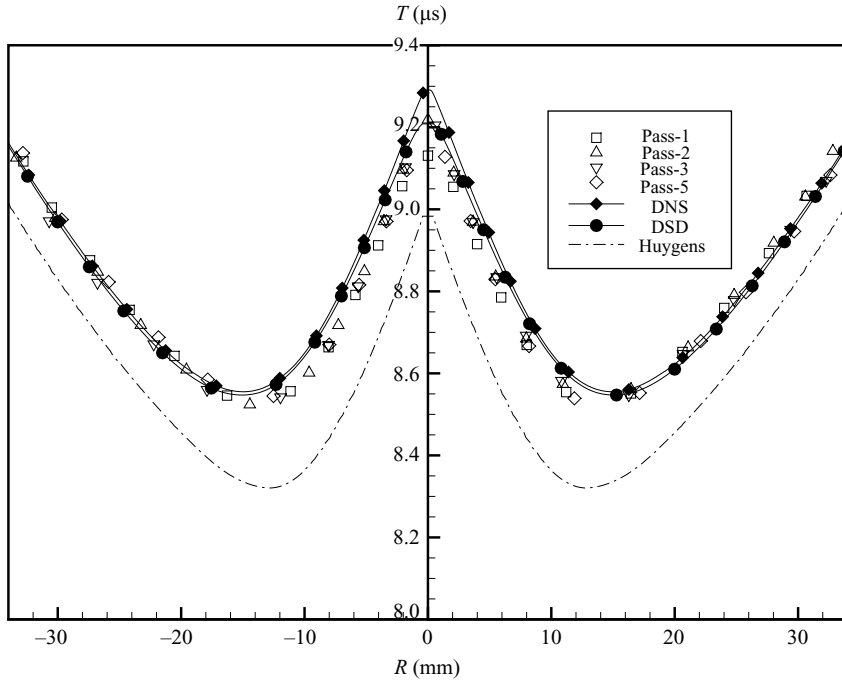 T (μs)
9.4
9.2
9.0
8.8
8.6
8.4
8.2
8.0
Pass-1
Pass-2
Pass-3
Pass-5
DNS
DSD
Huygens
–30 –20 –10 0 10 20 30
R (mm)